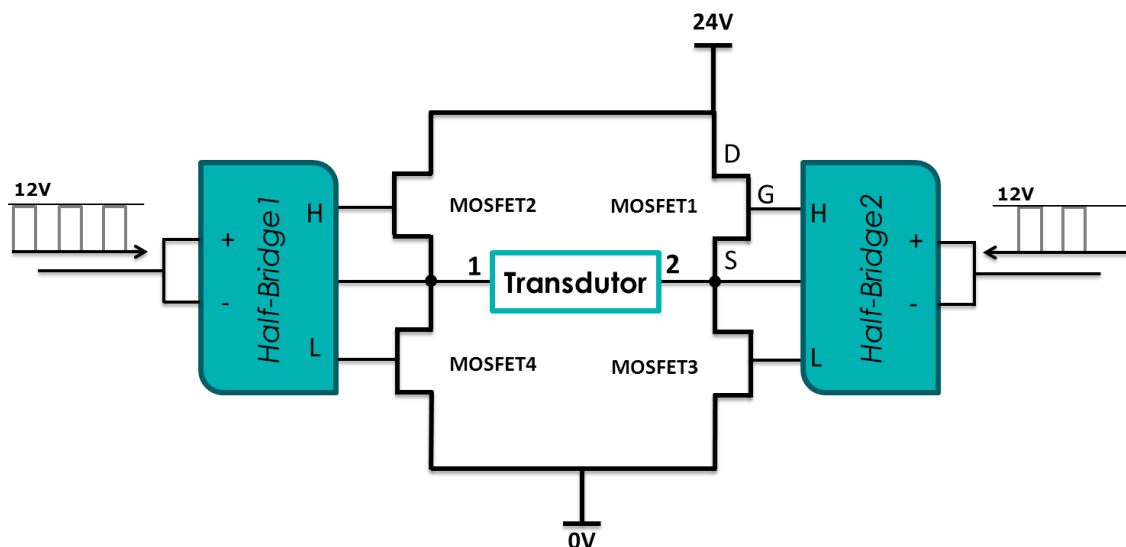 24V
12V
+
-
Half-Bridge1
H
L
MOSFET2
MOSFET1
D
G
S
1
Transdutor
2
MOSFET4
MOSFET3
H
L
Half-Bridge2
+
-
12V
0V